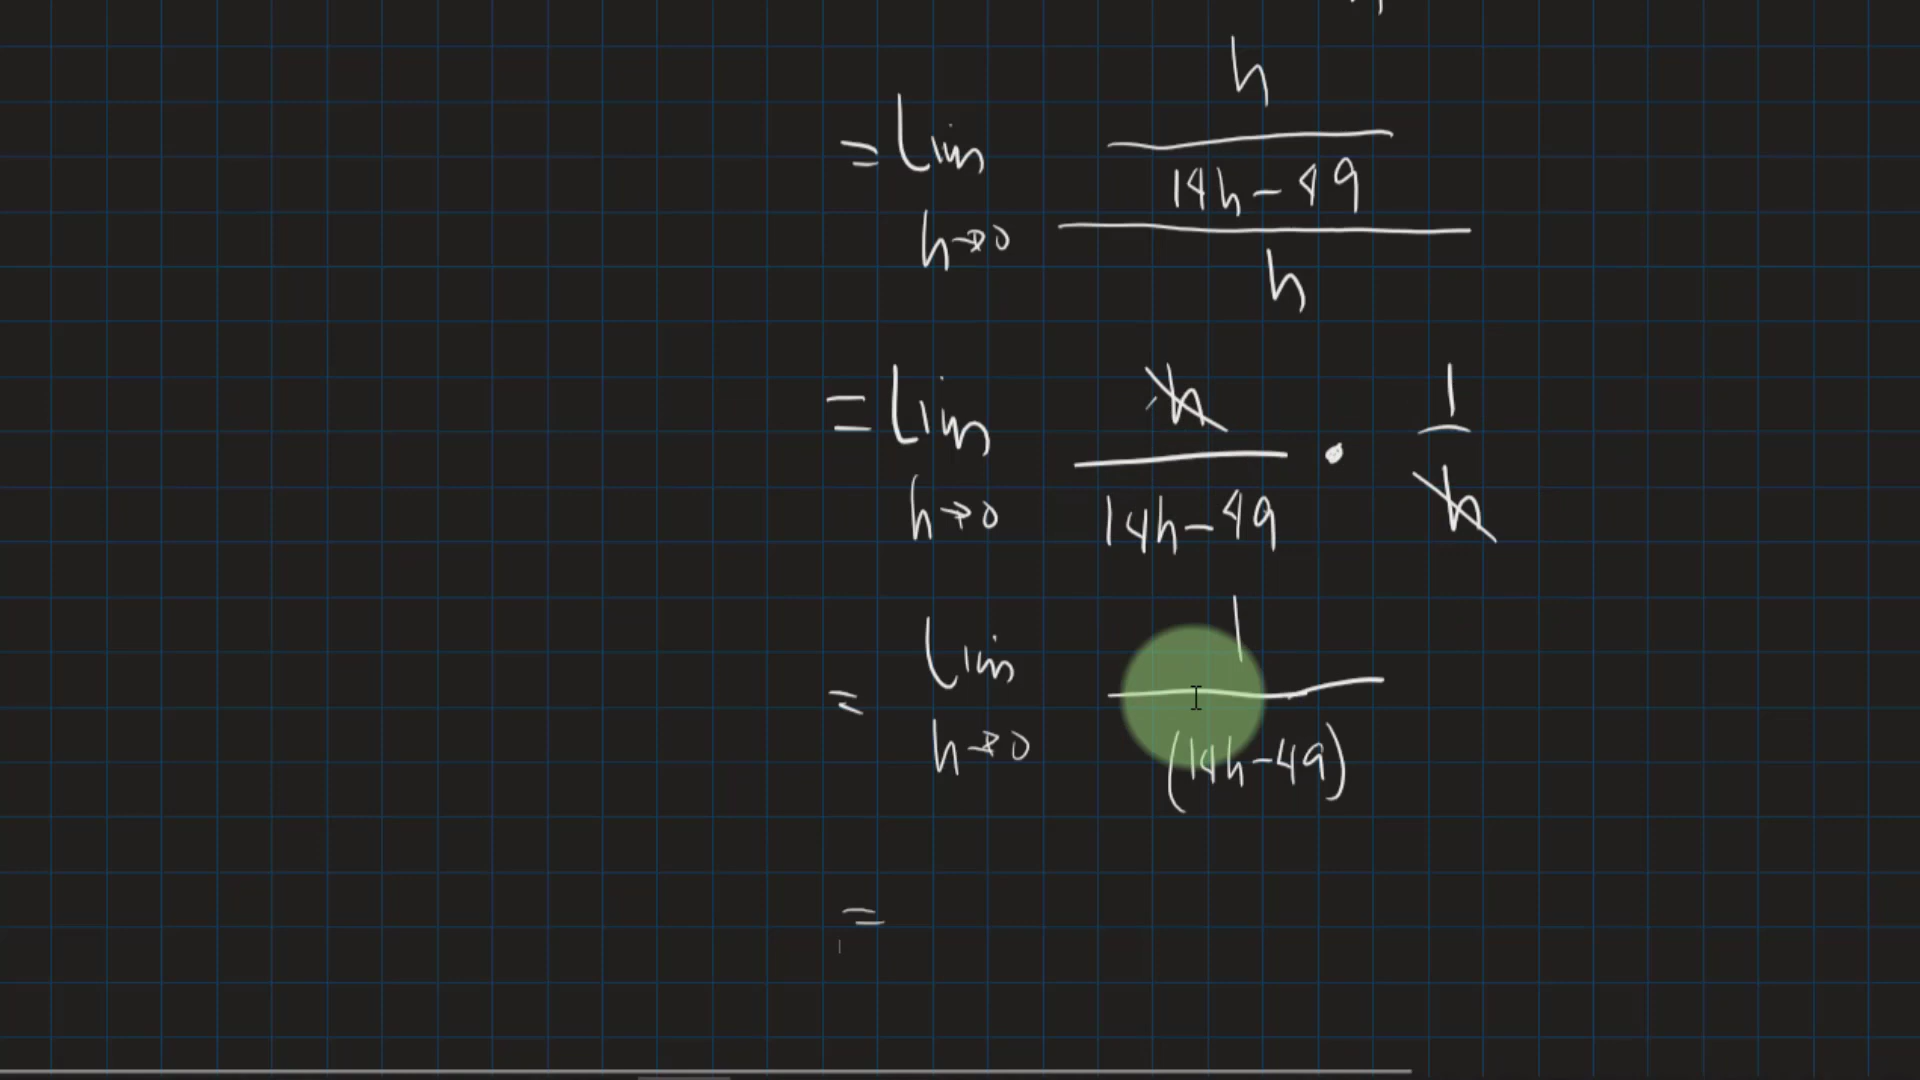 h
= Lim 14h - 49
h→0 h
= Lim h 1
h→0 14h - 49 · h
= Lim 1
h→0 (14h - 49)
=